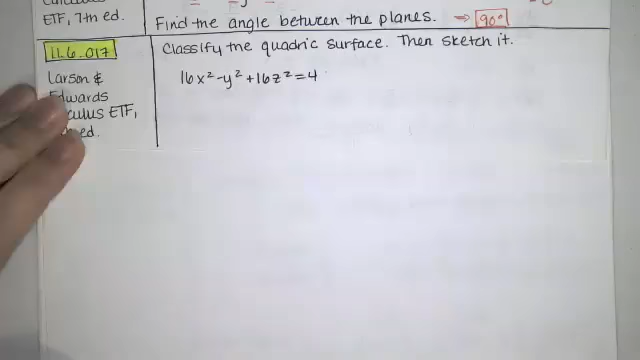 ETF, 7th ed.
Find the angle between the planes. ⇒ 90°
11.6.017
Classify the quadric surface. Then sketch it.
Larson &
16x² - y² + 16z² = 4
Edwards
ETF,
ed.